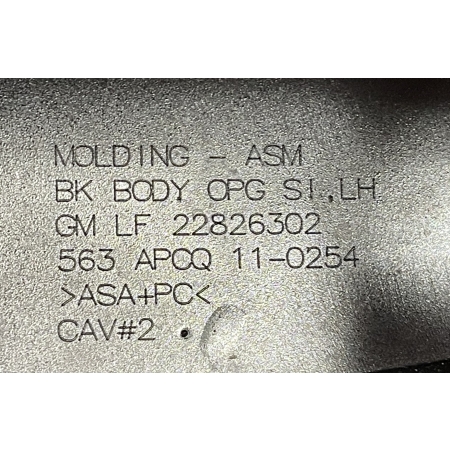 MOLDING - ASM
BK BODY OPG SI.,LH
GM LF 22826302
563 APCQ 11-0254
>ASA+PC<
CAV#2